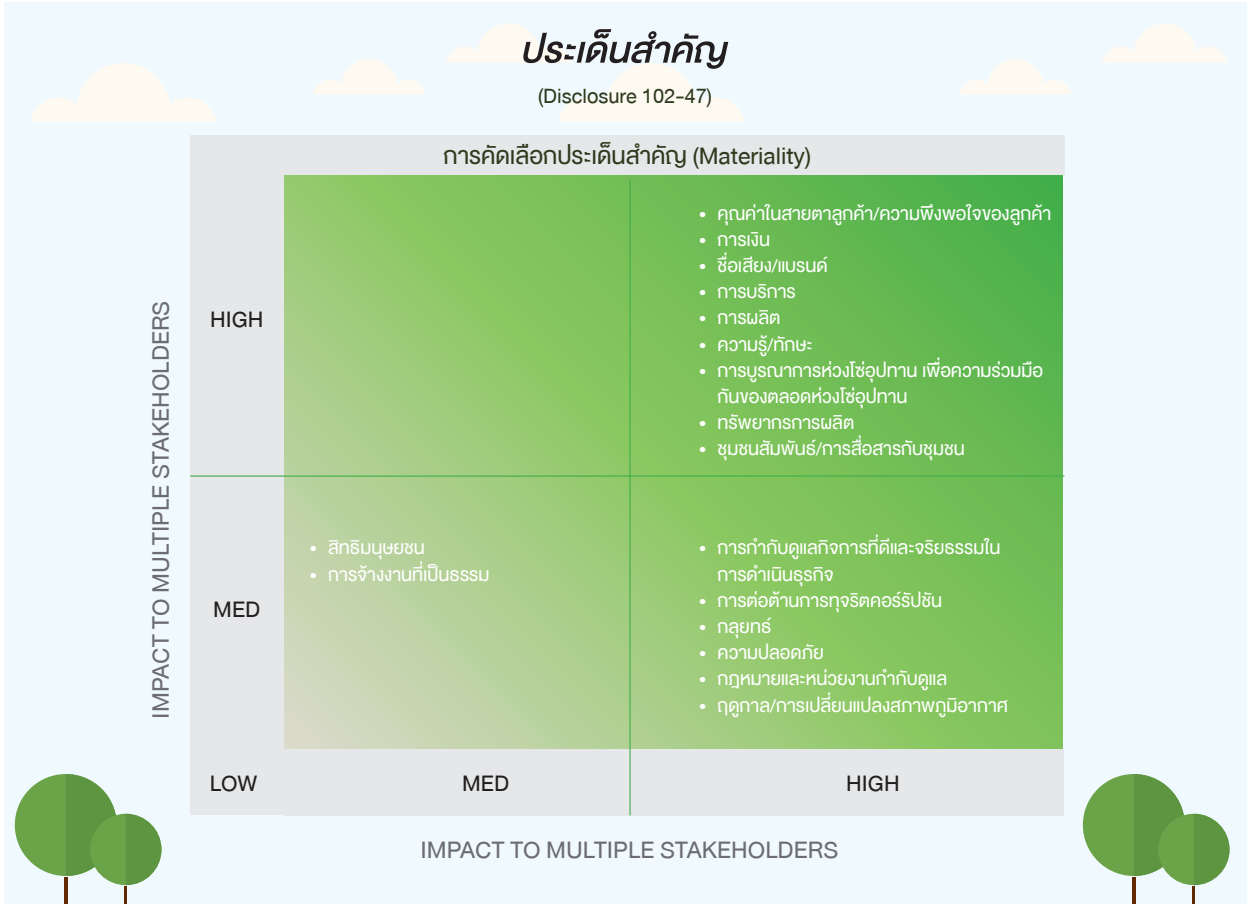 ประเด็นสำคัญ
(Disclosure 102-47)
การคัดเลือกประเด็นสำคัญ (Materiality)
IMPACT TO MULTIPLE STAKEHOLDERS
HIGH
• คุณค่าในสายตาลูกค้า/ความพึงพอใจของลูกค้า
• การเงิน
• ชื่อเสียง/แบรนด์
• การบริการ
• การผลิต
• ความรู้/ทักษะ
• การบูรณาการห่วงโซ่อุปทาน เพื่อความร่วมมือ
กันของตลอดห่วงโซ่อุปทาน
• ทรัพยากรการผลิต
• ชุมชนสัมพันธ์/การสื่อสารกับชุมชน
MED
• สิทธิมนุษยชน
• การจ้างงานที่เป็นธรรม
• การกำกับดูแลกิจการที่ดีและจริยธรรมใน
การดำเนินธุรกิจ
• การต่อต้านการทุจริตคอร์รัปชัน
• กลุยทธ์
• ความปลอดภัย
• กฎหมายและหน่วยงานกำกับดูแล
• ฤดูกาล/การเปลี่ยนแปลงสภาพภูมิอากาศ
LOW
MED
HIGH
IMPACT TO MULTIPLE STAKEHOLDERS